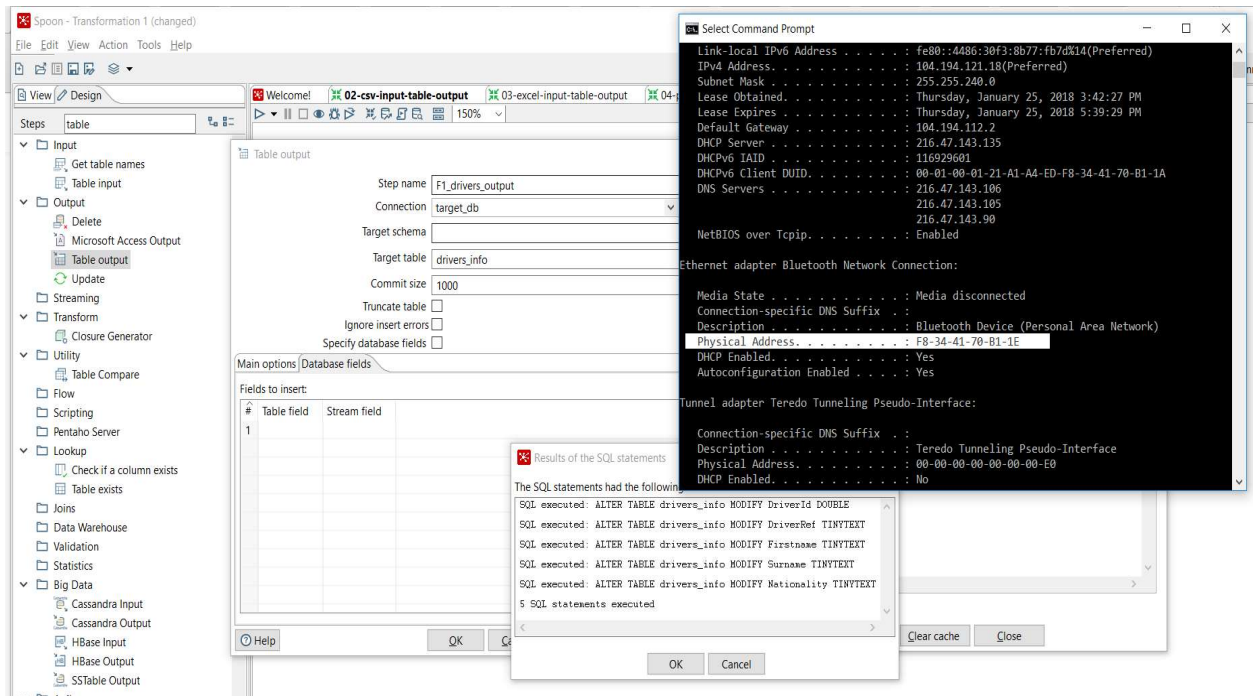 Spoon - Transformation 1 (changed)
File Edit View Action Tools Help
View Design
Steps table
Input
Get table names
Table input
Output
Delete
Microsoft Access Output
Table output
Update
Streaming
Transform
Closure Generator
Utility
Table Compare
Flow
Scripting
Pentaho Server
Lookup
Check if a column exists
Table exists
Joins
Data Warehouse
Validation
Statistics
Big Data
Cassandra Input
Cassandra Output
HBase Input
HBase Output
SSTable Output
Welcome! 02-csv-input-table-output 03-excel-input-table-output 04-
150%
Table output
Step name F1_drivers_output
Connection target_db
Target schema
Target table drivers_info
Commit size 1000
Truncate table
Ignore insert errors
Specify database fields
Main options Database fields
Fields to insert:
# Table field Stream field
1
Help OK
Clear cache Close
Results of the SQL statements
The SQL statements had the following
SQL executed: ALTER TABLE drivers_info MODIFY DriverId DOUBLE
SQL executed: ALTER TABLE drivers_info MODIFY DriverRef TINYTEXT
SQL executed: ALTER TABLE drivers_info MODIFY Firstname TINYTEXT
SQL executed: ALTER TABLE drivers_info MODIFY Surname TINYTEXT
SQL executed: ALTER TABLE drivers_info MODIFY Nationality TINYTEXT
5 SQL statements executed
OK Cancel
Select Command Prompt
Link-local IPv6 Address . . . . . : fe80::4486:30f3:8b77:fb7d%14(Preferred)
IPv4 Address. . . . . . . . . . . : 104.194.121.18(Preferred)
Subnet Mask . . . . . . . . . . . : 255.255.240.0
Lease Obtained. . . . . . . . . . : Thursday, January 25, 2018 3:42:27 PM
Lease Expires . . . . . . . . . . : Thursday, January 25, 2018 5:39:29 PM
Default Gateway . . . . . . . . . : 104.194.112.2
DHCP Server . . . . . . . . . . . : 216.47.143.135
DHCPv6 IAID . . . . . . . . . . . : 116929601
DHCPv6 Client DUID. . . . . . . . : 00-01-00-01-21-A1-A4-ED-F8-34-41-70-B1-1A
DNS Servers . . . . . . . . . . . : 216.47.143.106
216.47.143.105
216.47.143.90
NetBIOS over Tcpip. . . . . . . . : Enabled
Ethernet adapter Bluetooth Network Connection:
Media State . . . . . . . . . . . : Media disconnected
Connection-specific DNS Suffix . :
Description . . . . . . . . . . . : Bluetooth Device (Personal Area Network)
Physical Address. . . . . . . . . : F8-34-41-70-B1-1E
DHCP Enabled. . . . . . . . . . . : Yes
Autoconfiguration Enabled . . . . : Yes
Tunnel adapter Teredo Tunneling Pseudo-Interface:
Connection-specific DNS Suffix . :
Description . . . . . . . . . . . : Teredo Tunneling Pseudo-Interface
Physical Address. . . . . . . . . : 00-00-00-00-00-00-00-E0
DHCP Enabled. . . . . . . . . . . : No